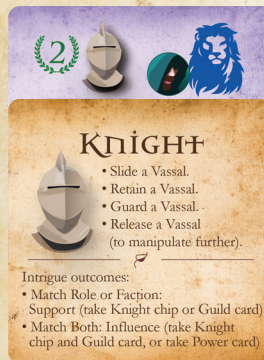 2
KNIGHT
• Slide a Vassal.
• Retain a Vassal.
• Guard a Vassal.
• Release a Vassal
(to manipulate further).
Intrigue outcomes:
• Match Role or Faction:
Support (take Knight chip or Guild card)
• Match Both: Influence (take Knight
chip and Guild card, or take Power card)